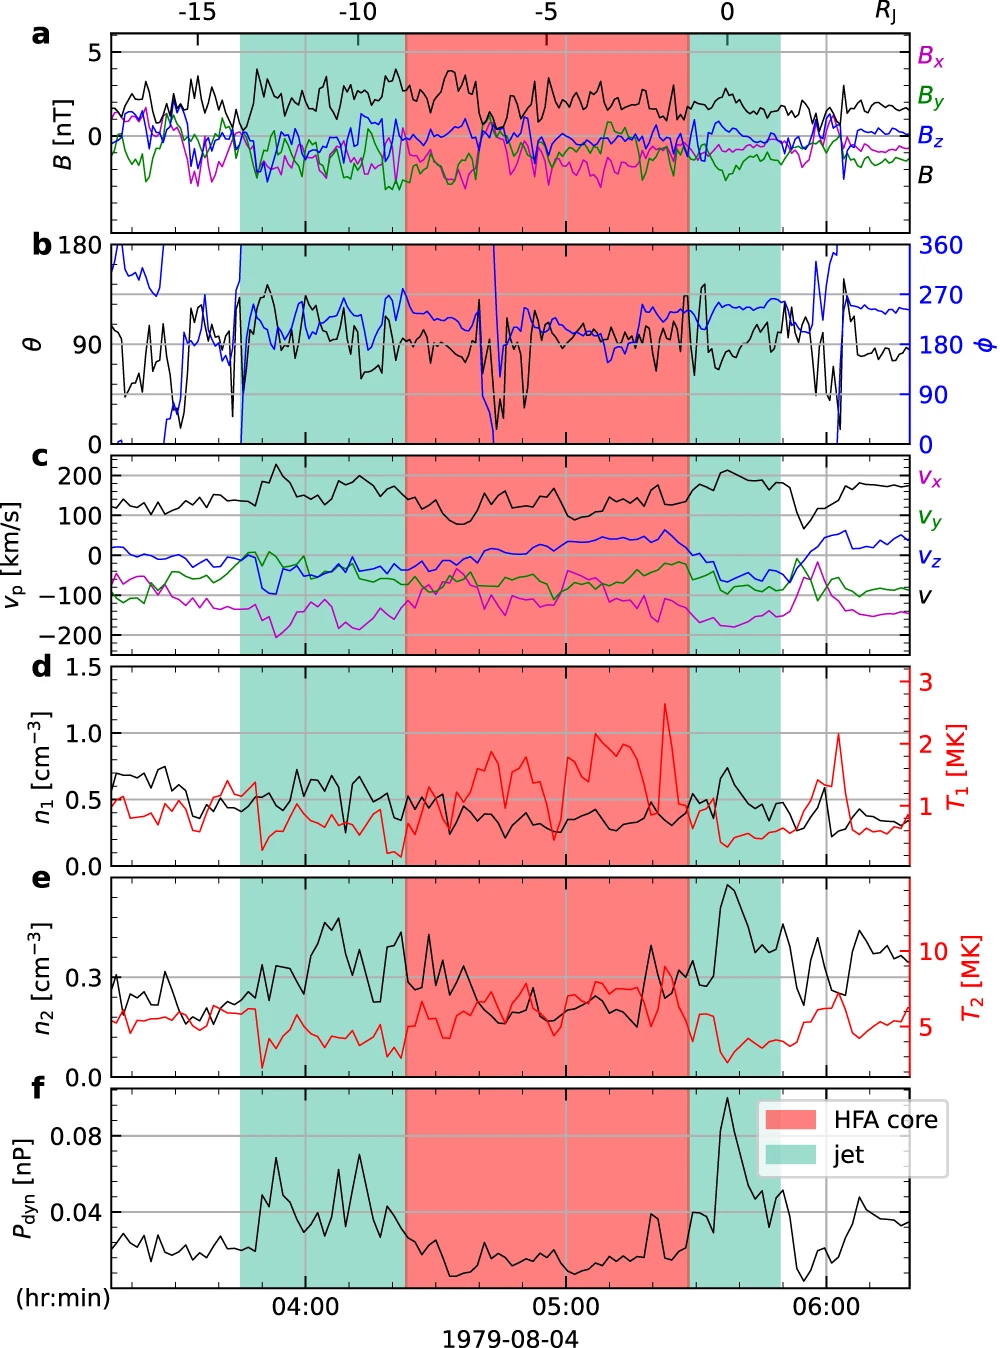 -15 -10 -5 0 R_J
a
5
0
B [nT]
B_x
B_y
B_z
B
b
180
90
0
θ
360
270
180
90
0
ϕ
c
200
100
0
−100
−200
v_p [km/s]
v_x
v_y
v_z
v
d
1.5
1.0
0.5
0.0
n_1 [cm^−3]
3
2
1
T_1 [MK]
e
0.3
0.0
n_2 [cm^−3]
10
5
T_2 [MK]
f
0.08
0.04
P_dyn [nP]
HFA core
jet
(hr:min) 04:00 05:00 06:00
1979-08-04